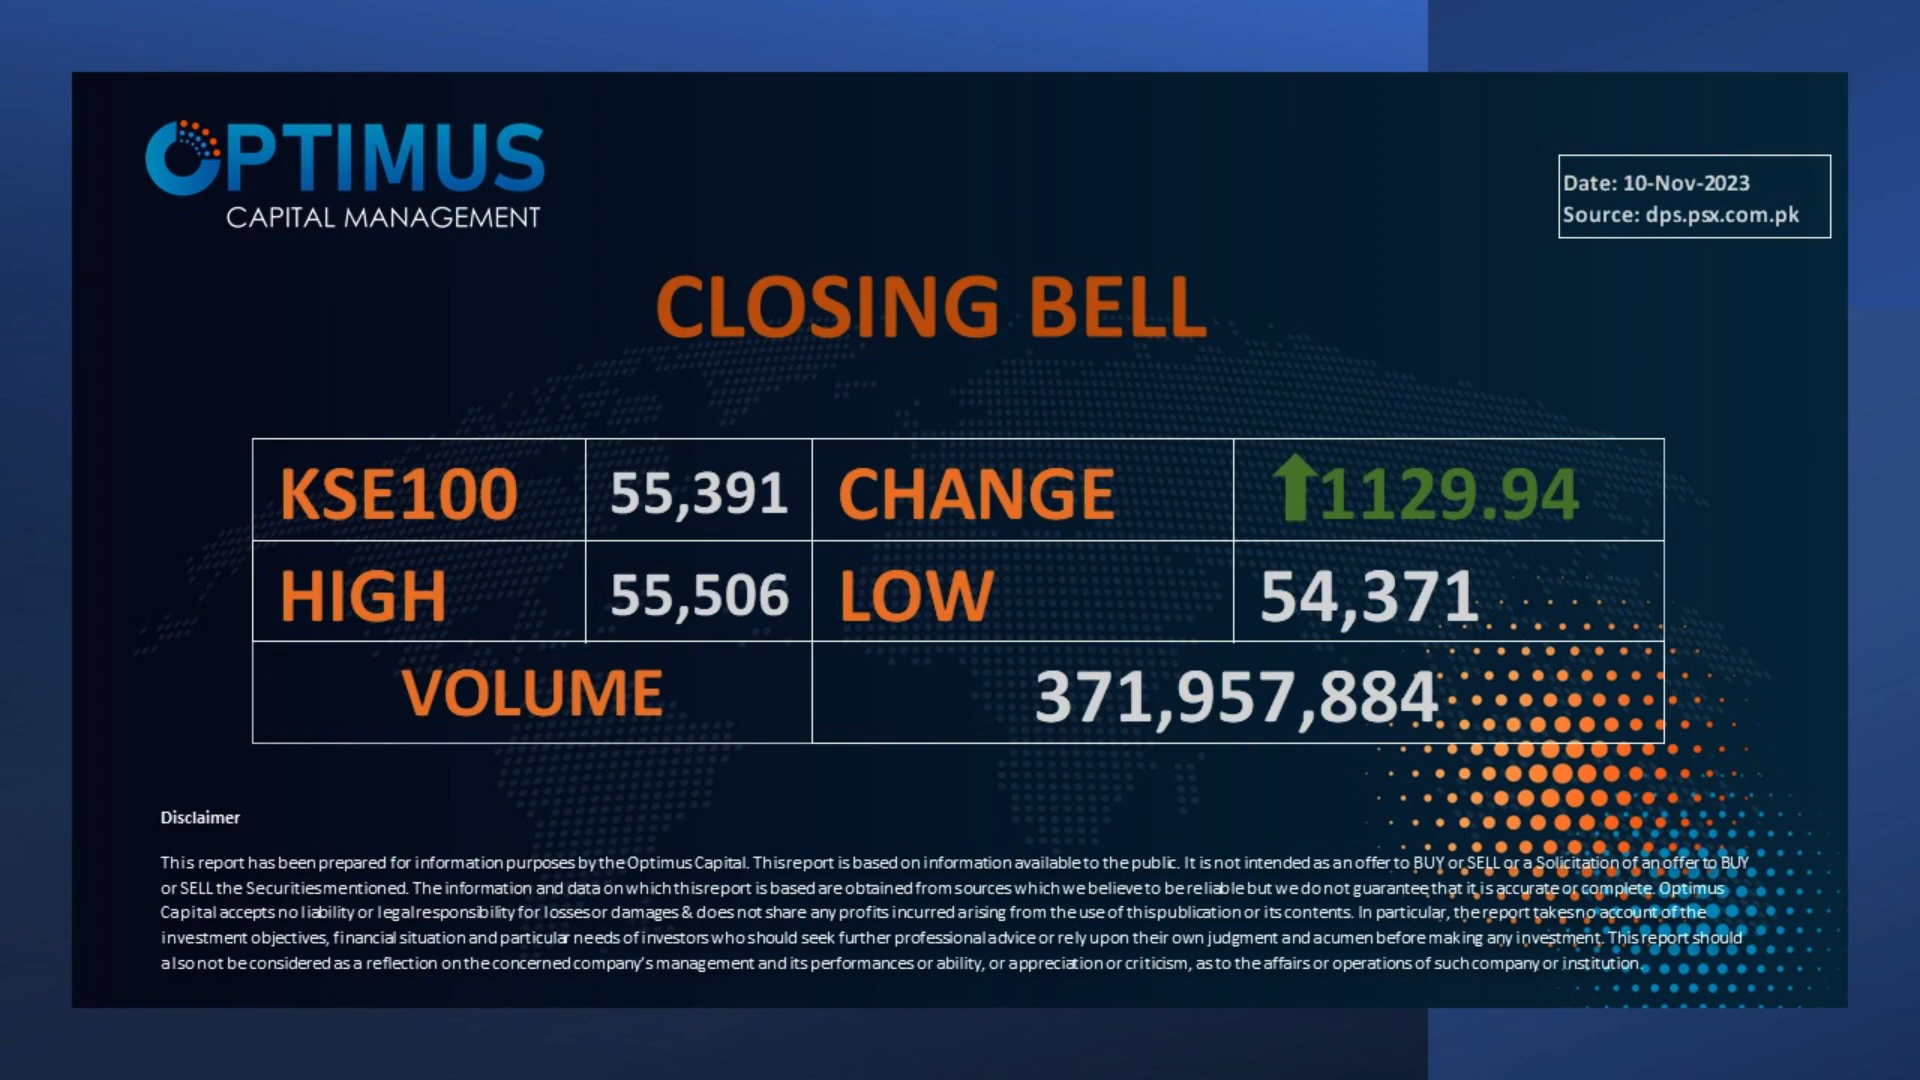 OPTIMUS
CAPITAL MANAGEMENT
Date: 10-Nov-2023
Source: dps.psx.com.pk
CLOSING BELL
KSE100 55,391 CHANGE 1129.94
HIGH 55,506 LOW 54,371
VOLUME 371,957,884
Disclaimer
This report has been prepared for information purposes by the Optimus Capital. This report is based on information available to the public. It is not intended as an offer to BUY or SELL or a Solicitation of an offer to BUY
or SELL the Securities mentioned. The information and data on which this report is based are obtained from sources which we believe to be reliable but we do not guarantee that it is accurate or complete. Optimus
Capital accepts no liability or legal responsibility for losses or damages & does not share any profits incurred arising from the use of this publication or its contents. In particular, the report takes no account of the
investment objectives, financial situation and particular needs of investors who should seek further professional advice or rely upon their own judgment and acumen before making any investment. This report should
also not be considered as a reflection on the concerned company's management and its performances or ability, or appreciation or criticism, as to the affairs or operations of such company or institution.